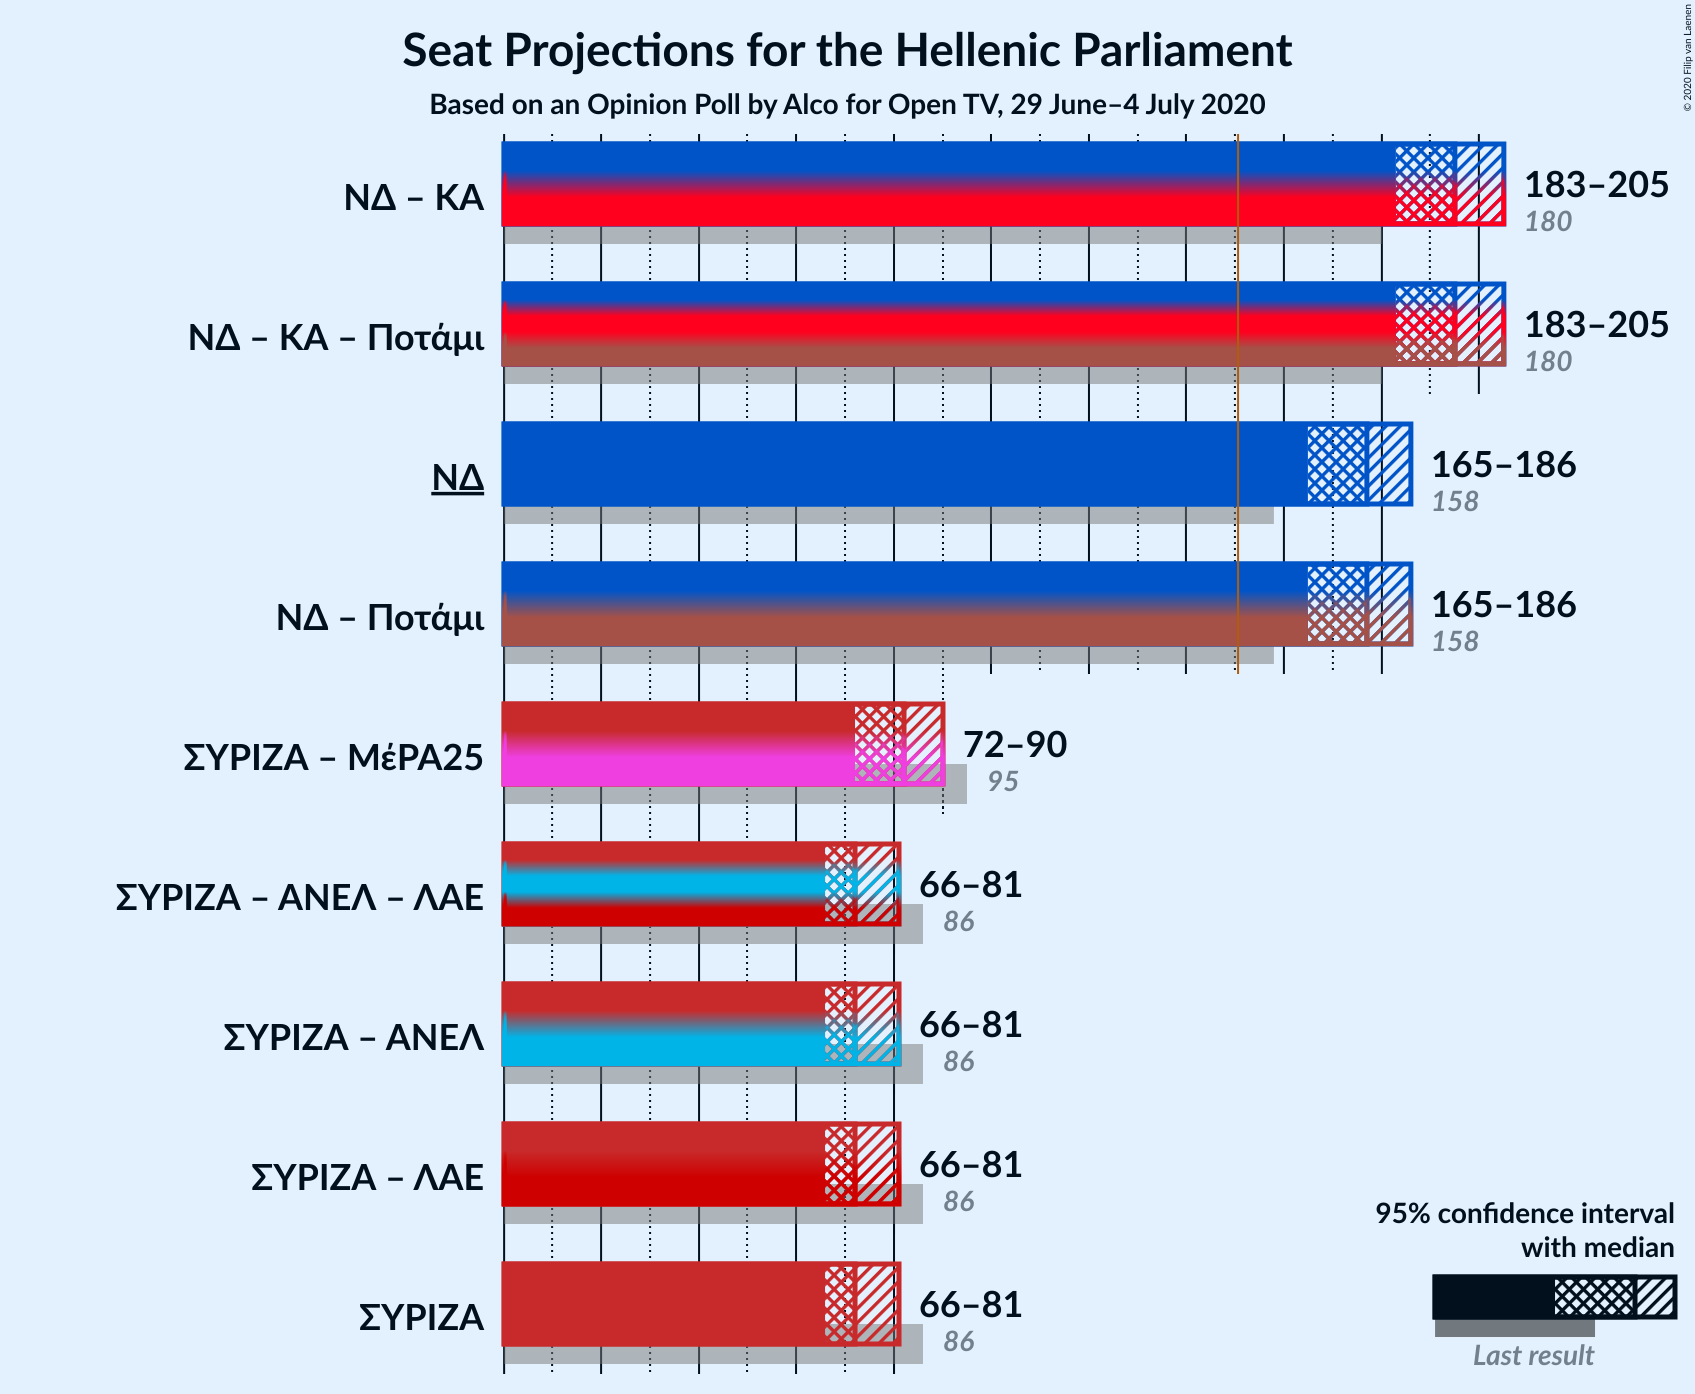 Seat Projections for the Hellenic Parliament
Based on an Opinion Poll by Alco for Open TV, 29 June–4 July 2020
© 2020 Filip van Laenen
ΝΔ – ΚΑ
183–205
180
ΝΔ – ΚΑ – Ποτάμι
183–205
180
ΝΔ
165–186
158
ΝΔ – Ποτάμι
165–186
158
ΣΥΡΙΖΑ – ΜέΡΑ25
72–90
95
ΣΥΡΙΖΑ – ΑΝΕΛ – ΛΑΕ
66–81
86
ΣΥΡΙΖΑ – ΑΝΕΛ
66–81
86
ΣΥΡΙΖΑ – ΛΑΕ
66–81
86
ΣΥΡΙΖΑ
66–81
86
95% confidence interval
with median
Last result